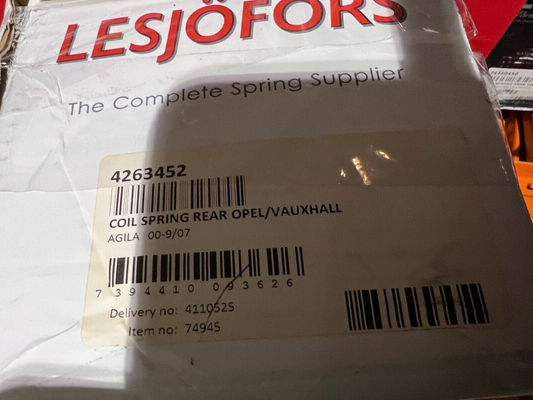 LESJÖFORS
The Complete Spring Supplier
4263452
COIL SPRING REAR OPEL/VAUXHALL
AGILA 00-9/07
7 394410 093626
Delivery no: 4110525
Item no: 74945